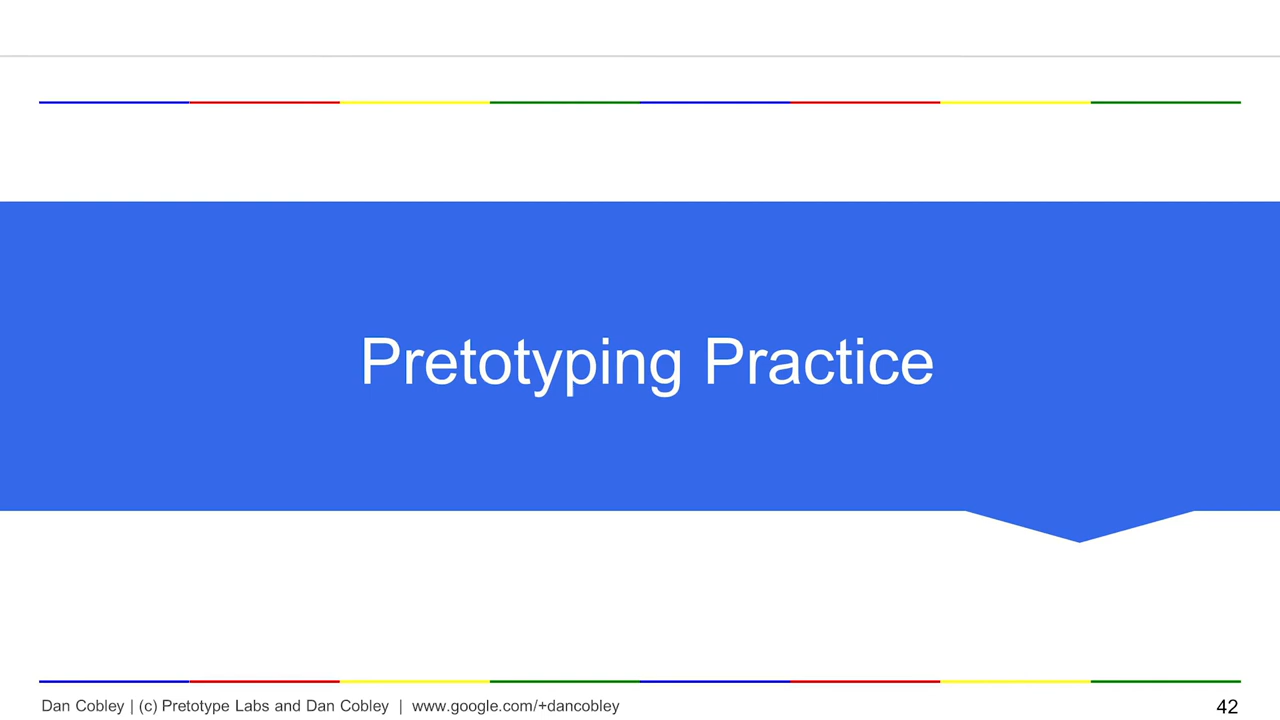 Pretotyping Practice
Dan Cobley | (c) Pretotype Labs and Dan Cobley | www.google.com/+dancobley
42